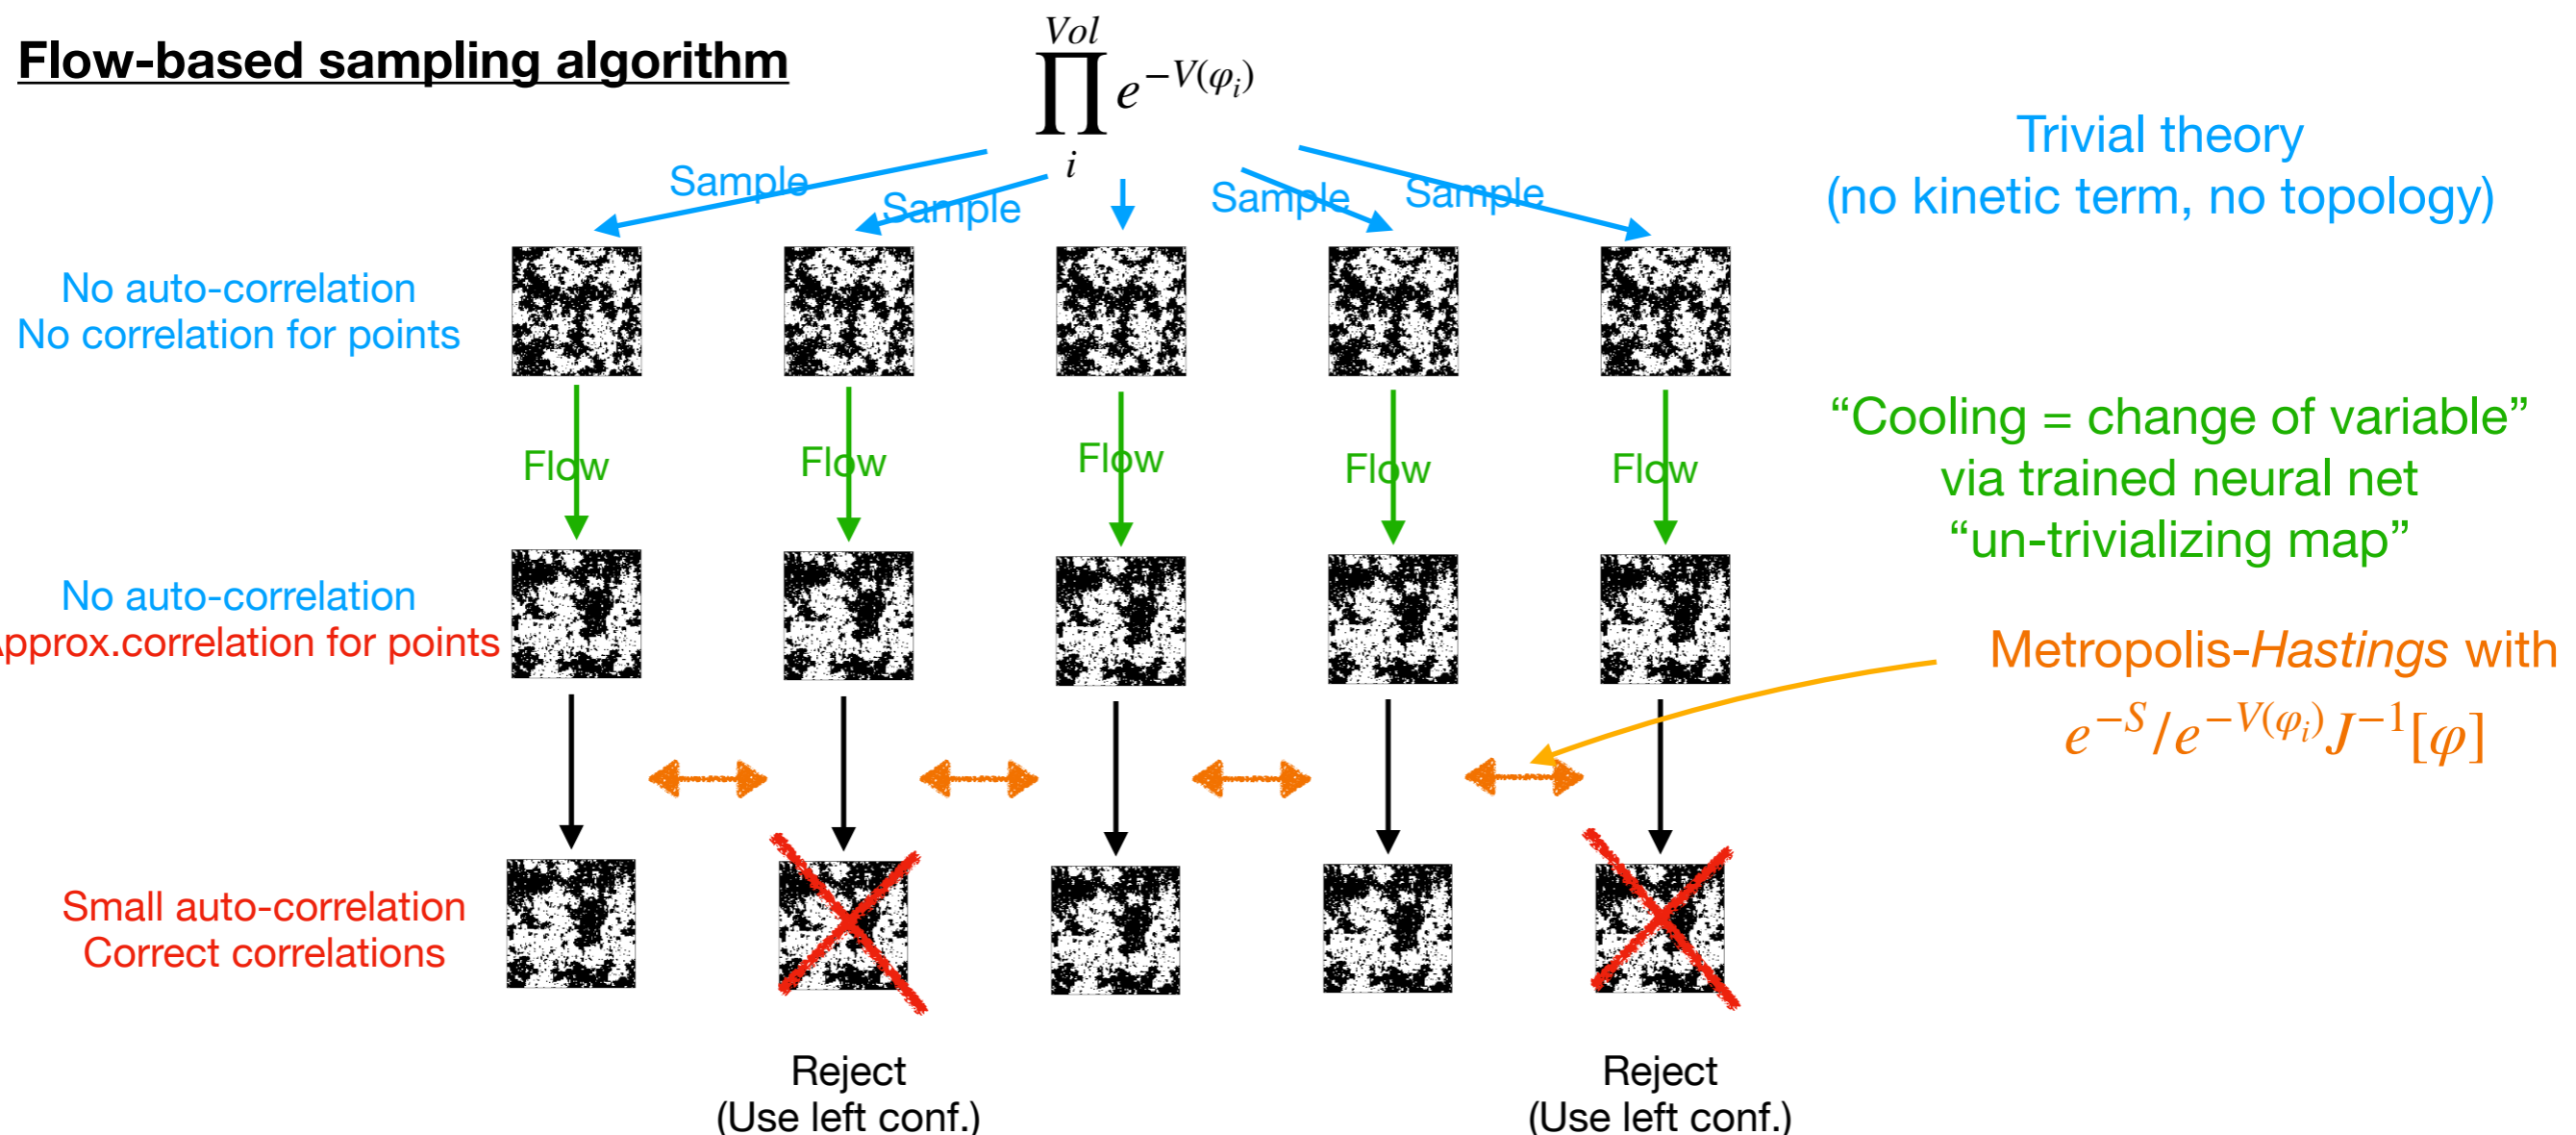 Flow-based sampling algorithm
Vol
∏ e^{-V(φ_i)}
i
Trivial theory
(no kinetic term, no topology)
Sample
Sample
Sample
Sample
No auto-correlation
No correlation for points
Flow
Flow
Flow
Flow
Flow
“Cooling = change of variable”
via trained neural net
“un-trivializing map”
No auto-correlation
pprox.correlation for points
Metropolis-Hastings with
e^{-S}/e^{-V(φ_i)}J^{-1}[φ]
Small auto-correlation
Correct correlations
Reject
(Use left conf.)
Reject
(Use left conf.)